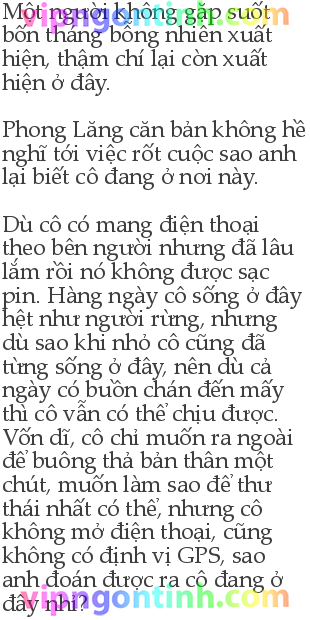 Một người không gặp suốt
bốn tháng bỗng nhiên xuất
hiện, thậm chí lại còn xuất
hiện ở đây.
Phong Lăng căn bản không hề
nghĩ tới việc rốt cuộc sao anh
lại biết cô đang ở nơi này.
Dù cô có mang điện thoại
theo bên người nhưng đã lâu
lắm rồi nó không được sạc
pin. Hàng ngày cô sống ở đây
hệt như người rừng, nhưng
dù sao khi nhỏ cô cũng đã
từng sống ở đây, nên dù cả
ngày có buồn chán đến mấy
thì cô vẫn có thể chịu được.
Vốn dĩ, cô chỉ muốn ra ngoài
để buông thả bản thân một
chút, muốn làm sao để thư
thái nhất có thể, nhưng cô
không mở điện thoại, cũng
không có định vị GPS, sao
anh đoán được ra cô đang ở
đây nhỉ?
vipngontinh.com
vipngontinh.com